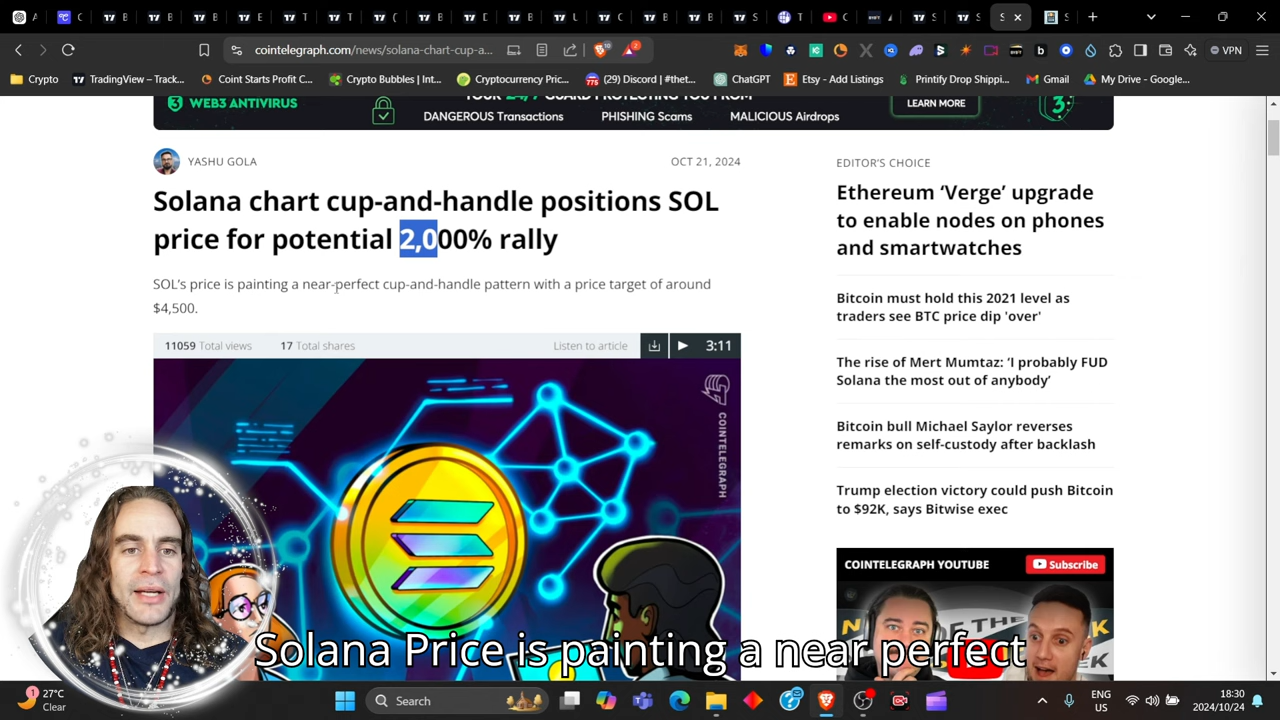 cointelegraph.com/news/solana-chart-cup-a...
VPN
Crypto
TradingView – Track...
Coint Starts Profit C...
Crypto Bubbles | Int...
Cryptocurrency Pric...
(29) Discord | #thet...
ChatGPT
Etsy - Add Listings
Printify Drop Shippi...
Gmail
My Drive - Google...
WEB3 ANTIVIRUS
DANGEROUS Transactions
PHISHING Scams
MALICIOUS Airdrops
LEARN MORE
YASHU GOLA
OCT 21, 2024
Solana chart cup-and-handle positions SOL
price for potential 2,000% rally
SOL's price is painting a near-perfect cup-and-handle pattern with a price target of around
$4,500.
11059 Total views
17 Total shares
Listen to article
3:11
COINTELEGRAPH
EDITOR'S CHOICE
Ethereum ‘Verge’ upgrade
to enable nodes on phones
and smartwatches
Bitcoin must hold this 2021 level as
traders see BTC price dip 'over'
The rise of Mert Mumtaz: ‘I probably FUD
Solana the most out of anybody’
Bitcoin bull Michael Saylor reverses
remarks on self-custody after backlash
Trump election victory could push Bitcoin
to $92K, says Bitwise exec
COINTELEGRAPH YOUTUBE
Subscribe
Solana Price is painting a near perfect
27°C
Clear
Search
ENG
US
18:30
2024/10/24